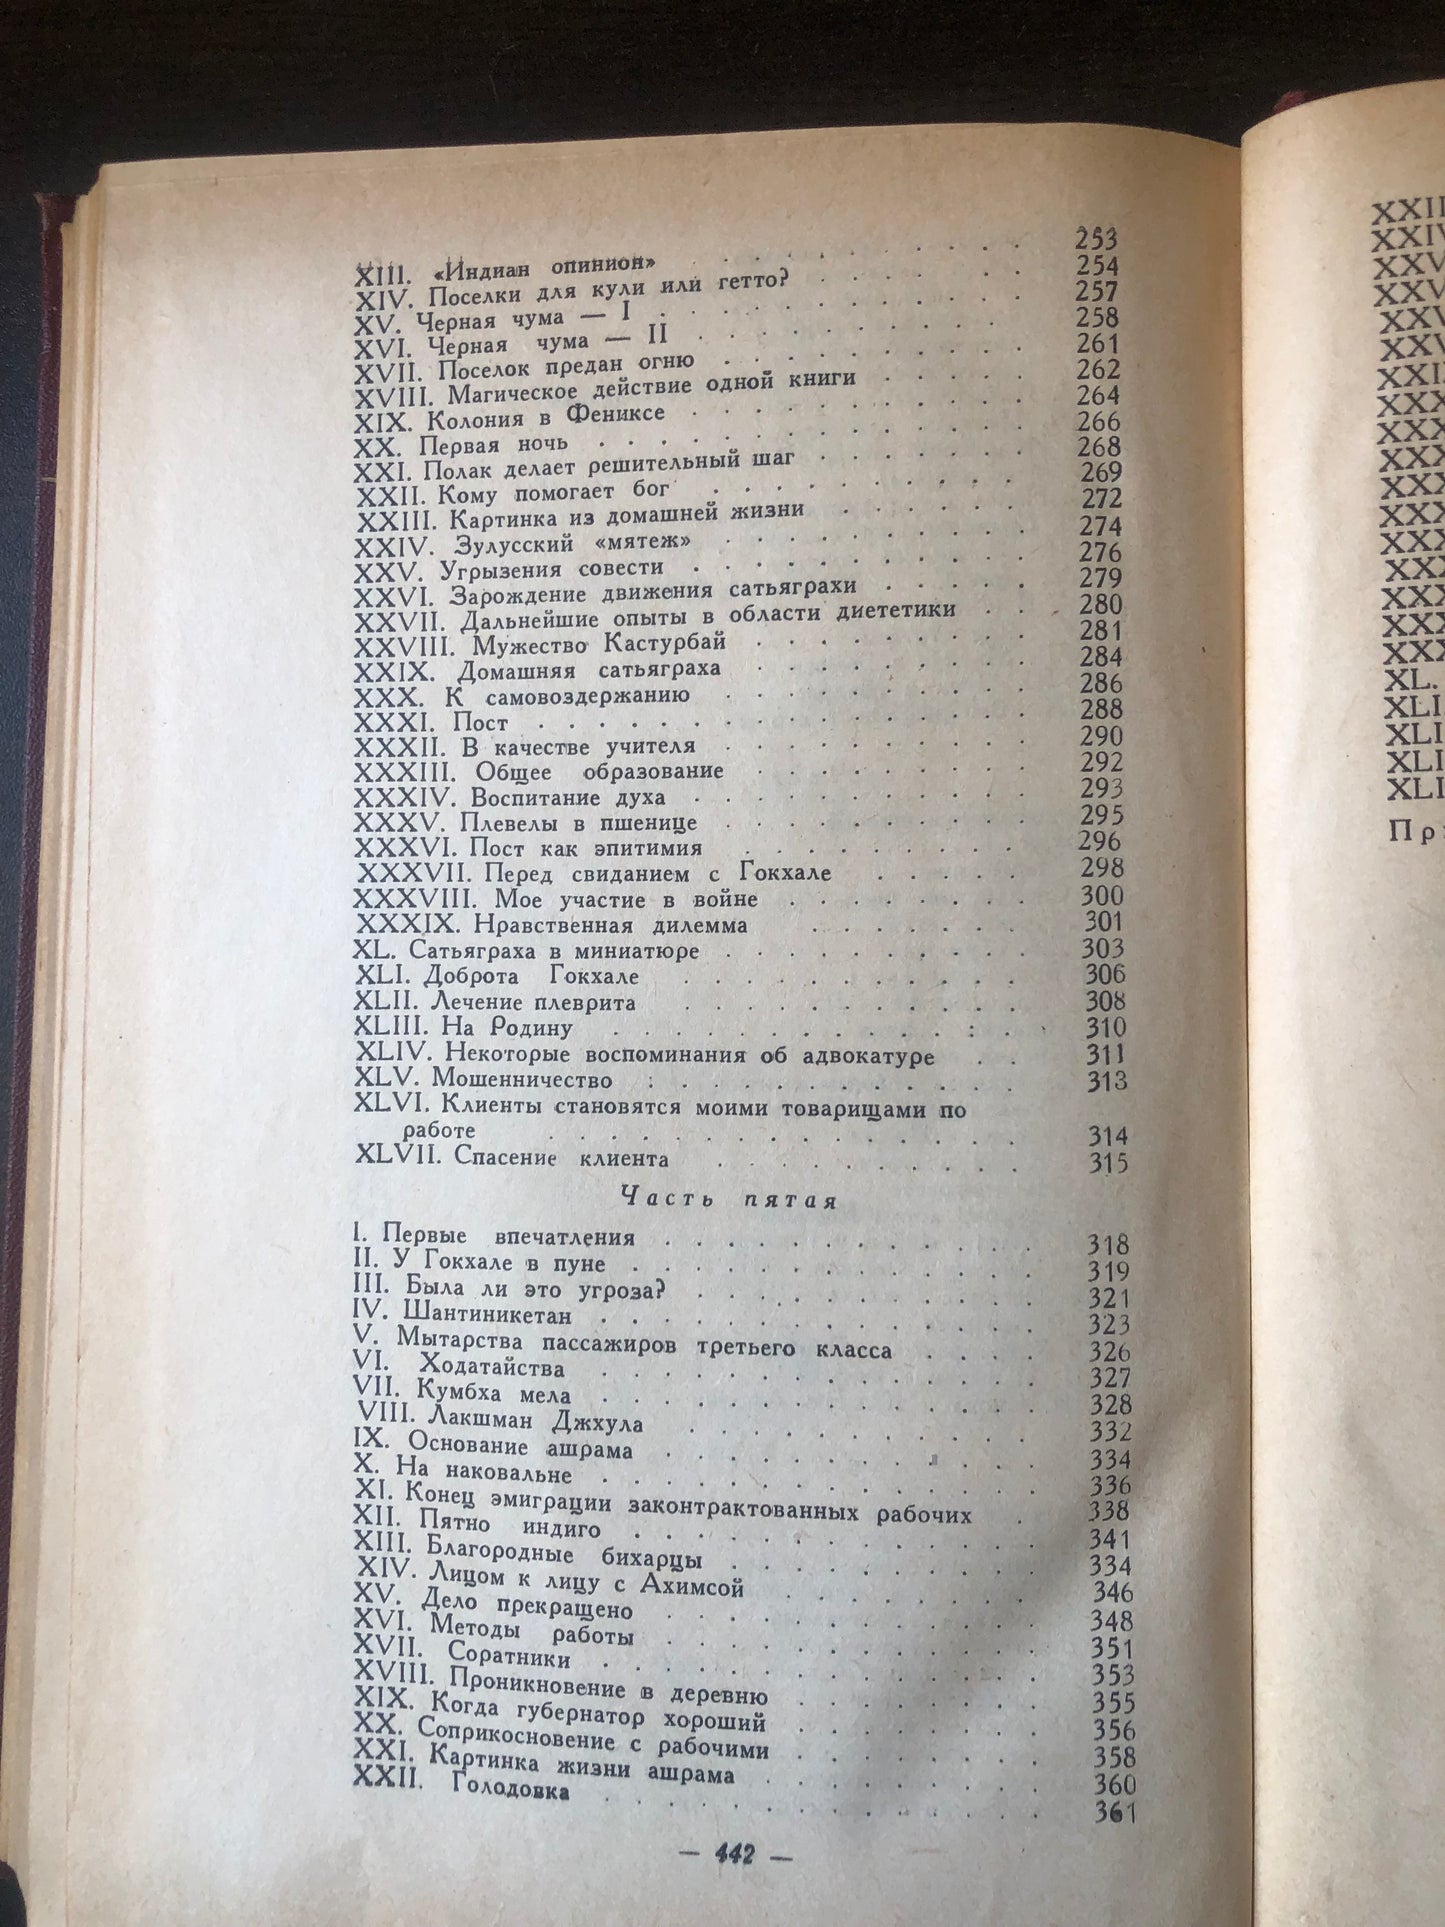 XIII. «Индиан опинион» . . . . . . . . . . 253
XIV. Поселки для кули или гетто? . . . . . . . 254
XV. Черная чума — I . . . . . . . . . . . 257
XVI. Черная чума — II . . . . . . . . . . 258
XVII. Поселок предан огню . . . . . . . . . . 261
XVIII. Магическое действие одной книги . . . . . 262
XIX. Колония в Фениксе . . . . . . . . . . . 264
XX. Первая ночь . . . . . . . . . . . . . 266
XXI. Полак делает решительный шаг . . . . . . . 268
XXII. Кому помогает бог . . . . . . . . . . 269
XXIII. Картинка из домашней жизни . . . . . . 272
XXIV. Зулусский «мятеж» . . . . . . . . . . 274
XXV. Угрызения совести . . . . . . . . . . . 276
XXVI. Зарождение движения сатьяграхи . . . . . 279
XXVII. Дальнейшие опыты в области диететики . . 280
XXVIII. Мужество Кастурбай . . . . . . . . . 281
XXIX. Домашняя сатьяграха . . . . . . . . . 284
XXX. К самовоздержанию . . . . . . . . . . 286
XXXI. Пост . . . . . . . . . . . . . . . . 288
XXXII. В качестве учителя . . . . . . . . . . 290
XXXIII. Общее образование . . . . . . . . . 292
XXXIV. Воспитание духа . . . . . . . . . . . 293
XXXV. Плевелы в пшенице . . . . . . . . . . 295
XXXVI. Пост как эпитимия . . . . . . . . . 296
XXXVII. Перед свиданием с Гокхале . . . . . 298
XXXVIII. Мое участие в войне . . . . . . . . 300
XXXIX. Нравственная дилемма . . . . . . . 301
XL. Сатьяграха в миниатюре . . . . . . . . . . 303
XLI. Доброта Гокхале . . . . . . . . . . . 306
XLII. Лечение плеврита . . . . . . . . . . . 308
XLIII. На Родину . . . . . . . . . . . . : . 310
XLIV. Некоторые воспоминания об адвокатуре . . 311
XLV. Мошенничество : . . . . . . . . . . . 313
XLVI. Клиенты становятся моими товарищами по
работе . . . . . . . . . . . . . . . 314
XLVII. Спасение клиента . . . . . . . . . . 315
Часть пятая
I. Первые впечатления . . . . . . . . . . . . 318
II. У Гокхале в пуне . . . . . . . . . . . . . 319
III. Была ли это угроза? . . . . . . . . . . . 321
IV. Шантиникетан . . . . . . . . . . . . . . 323
V. Мытарства пассажиров третьего класса . . . . 326
VI. Ходатайства . . . . . . . . . . . . . . 327
VII. Кумбха мела . . . . . . . . . . . . . . 328
VIII. Лакшман Джхула . . . . . . . . . . . 332
IX. Основание ашрама . . . . . . . . . . . . 334
X. На наковальне . . . . . . . . . . . . . . 336
XI. Конец эмиграции законтрактованных рабочих . 338
XII. Пятно индиго . . . . . . . . . . . . . 341
XIII. Благородные бихарцы . . . . . . . . . . 334
XIV. Лицом к лицу с Ахимсой . . . . . . . . 346
XV. Дело прекращено . . . . . . . . . . . . 348
XVI. Методы работы . . . . . . . . . . . . 351
XVII. Соратники . . . . . . . . . . . . . . 353
XVIII. Проникновение в деревню . . . . . . . . 355
XIX. Когда губернатор хороший . . . . . . . . 356
XX. Соприкосновение с рабочими . . . . . . . . 358
XXI. Картинка жизни ашрама . . . . . . . . . 360
XXII. Голодовка . . . . . . . . . . . . . . 361
— 442 —
XL.